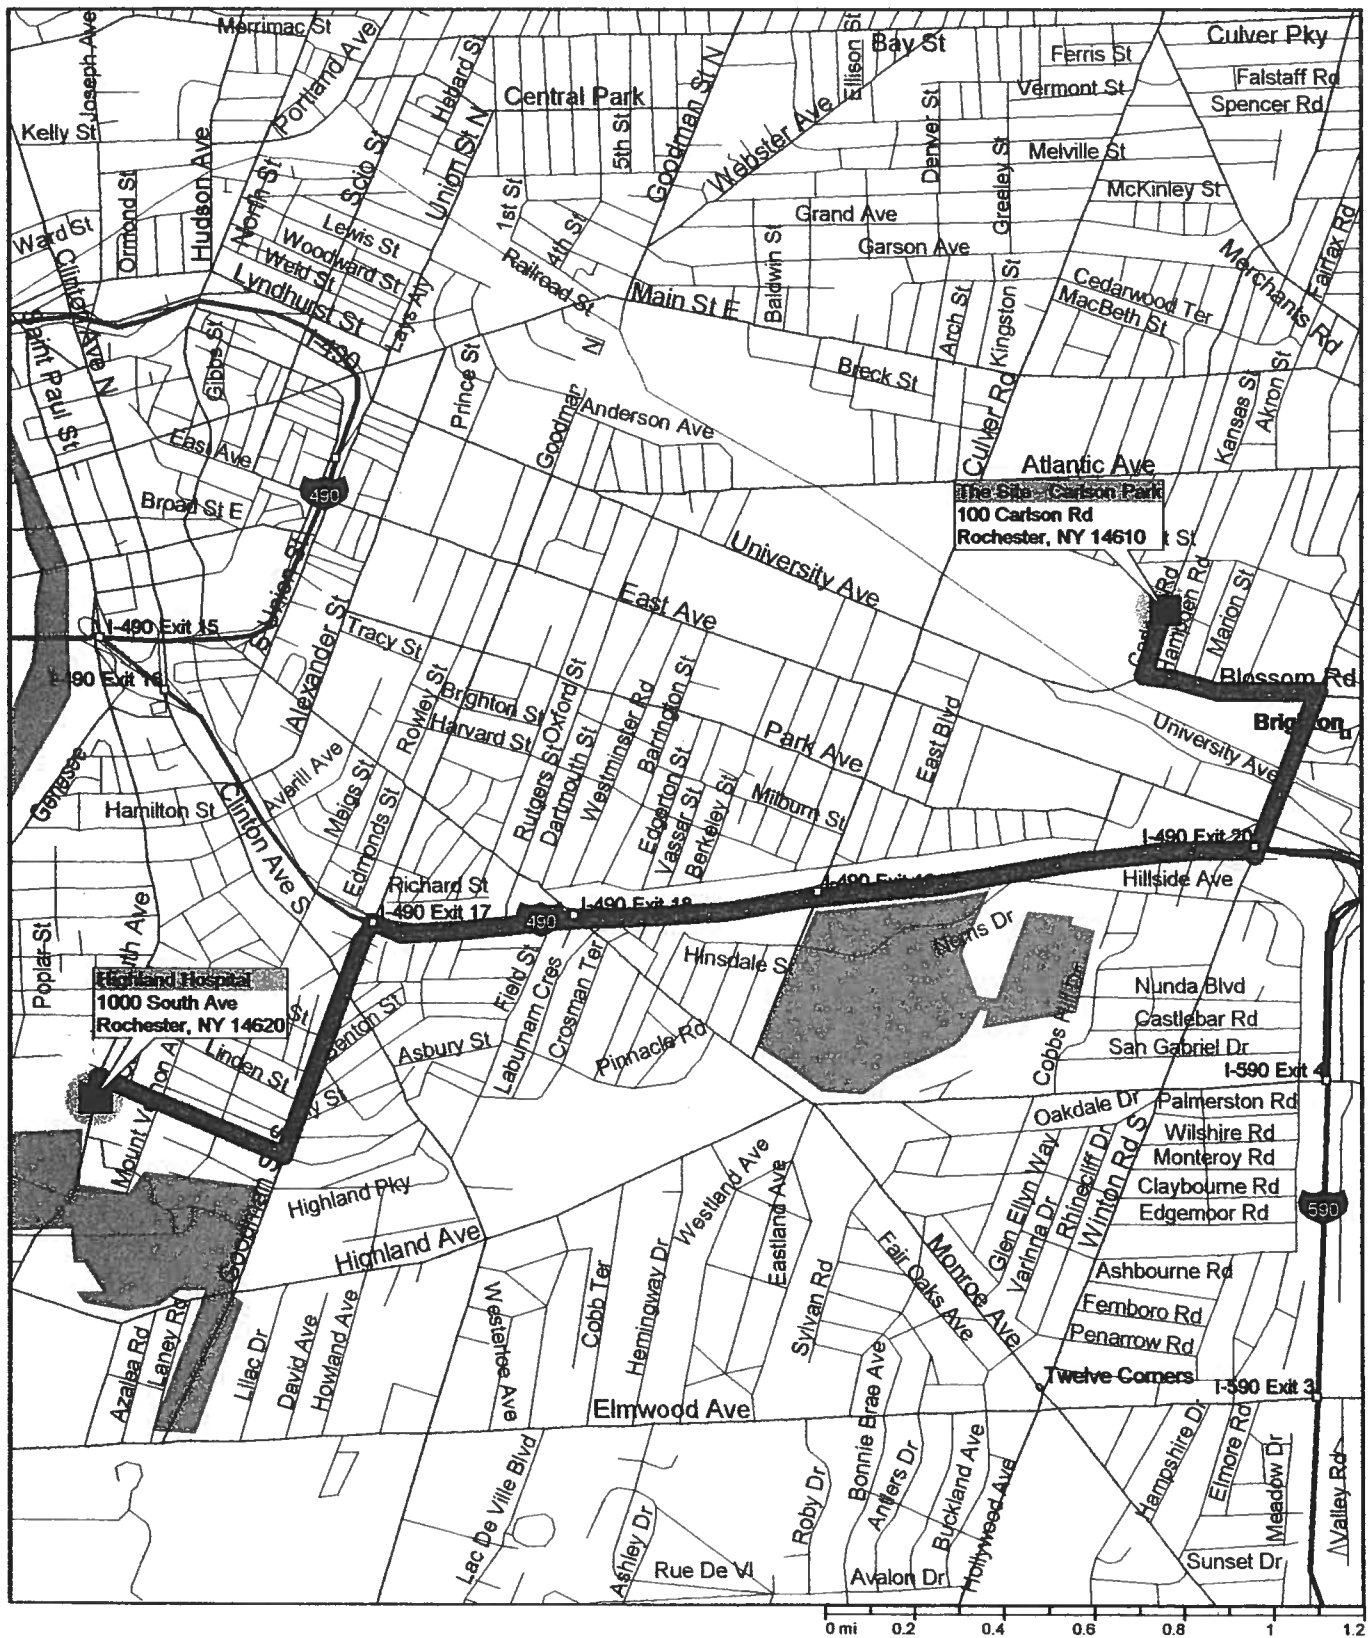 Merrimac St
Joseph Ave
Portland Ave
Hebard St
Ellison St
Bay St
Culver Pky
Ferris St
Vermont St
Falstaff Rd
Spencer Rd
Central Park
Kelly St
Hudson Ave
Scio St
Union St N
5th St
Goodman St N
Webster Ave
Denver St
Greeley St
Melville St
McKinley St
Ward St
Ormond St
North St
Lewis St
Woodward St
Weld St
Lyndhurst St
1st St
4th St
Railroad St
Grand Ave
Garson Ave
Baldwin St
Merchants Rd
Fairfax Rd
Clinton Ave N
Saint Paul St
Gibbs St
I-490
Lays Aly
Main St E
Arch St
Kingston St
Cedarwood Ter
MacBeth St
Prince St
N
Goodman
Anderson Ave
Breck St
Culver Rd
Kansas St
Akron St
East Ave
Broad St E
490
Atlantic Ave
The Site - Carlson Park
100 Carlson Rd
Rochester, NY 14610
t St
University Ave
East Ave
Rd
Hampden Rd
Marion St
I-490 Exit 15
S Union St
Alexander St
Tracy St
I-490 Exit 16
Blossom Rd
Brighton
University Ave
Rowley St
Brighton St
Harvard St
Oxford St
Rutgers St
Dartmouth St
Westminster Rd
Barrington St
Edgerton St
Vassar St
Berkeley St
Park Ave
Milburn St
East Blvd
Genesee
Hamilton St
Clinton Ave S
Averill Ave
Meigs St
Edmonds St
Richard St
I-490 Exit 17
490
I-490 Exit 18
I-490 Exit 20
Hillside Ave
Poplar St
uth Ave
Highland Hospital
1000 South Ave
Rochester, NY 14620
St
Benton St
Linden St
Asbury St
Field St
Laburnam Cres
Crosman Ter
Pinnacle Rd
Hinsdale S
Norris Dr
Cobbs Hill Dr
Nunda Blvd
Castlebar Rd
San Gabriel Dr
I-590 Exit 4
Oakdale Dr
Palmerston Rd
Wilshire Rd
Monteroy Rd
Claybourne Rd
Edgemoor Rd
590
Highland Pky
Highland Ave
Goodman St S
Westland Ave
Eastland Ave
Glen Ellyn Way
Varinna Dr
Rhinecliff Dr
Winton Rd S
Monroe Ave
Fair Oaks Ave
Ashbourne Rd
Fernboro Rd
Penarrow Rd
Twelve Corners
I-590 Exit 3
Azalea Rd
Laney Rd
Lilac Dr
David Ave
Howland Ave
Westerloe Ave
Cobb Ter
Hemingway Dr
Sylvan Rd
Bonnie Brae Ave
Elmwood Ave
Lac De Ville Blvd
Ashley Dr
Rue De Vl
Roby Dr
Antlers Dr
Buckland Ave
Hollywood Ave
Avalon Dr
Hampshire Dr
Elmore Rd
Meadow Dr
Valley Rd
Sunset Dr
0 mi 0.2 0.4 0.6 0.8 1 1.2